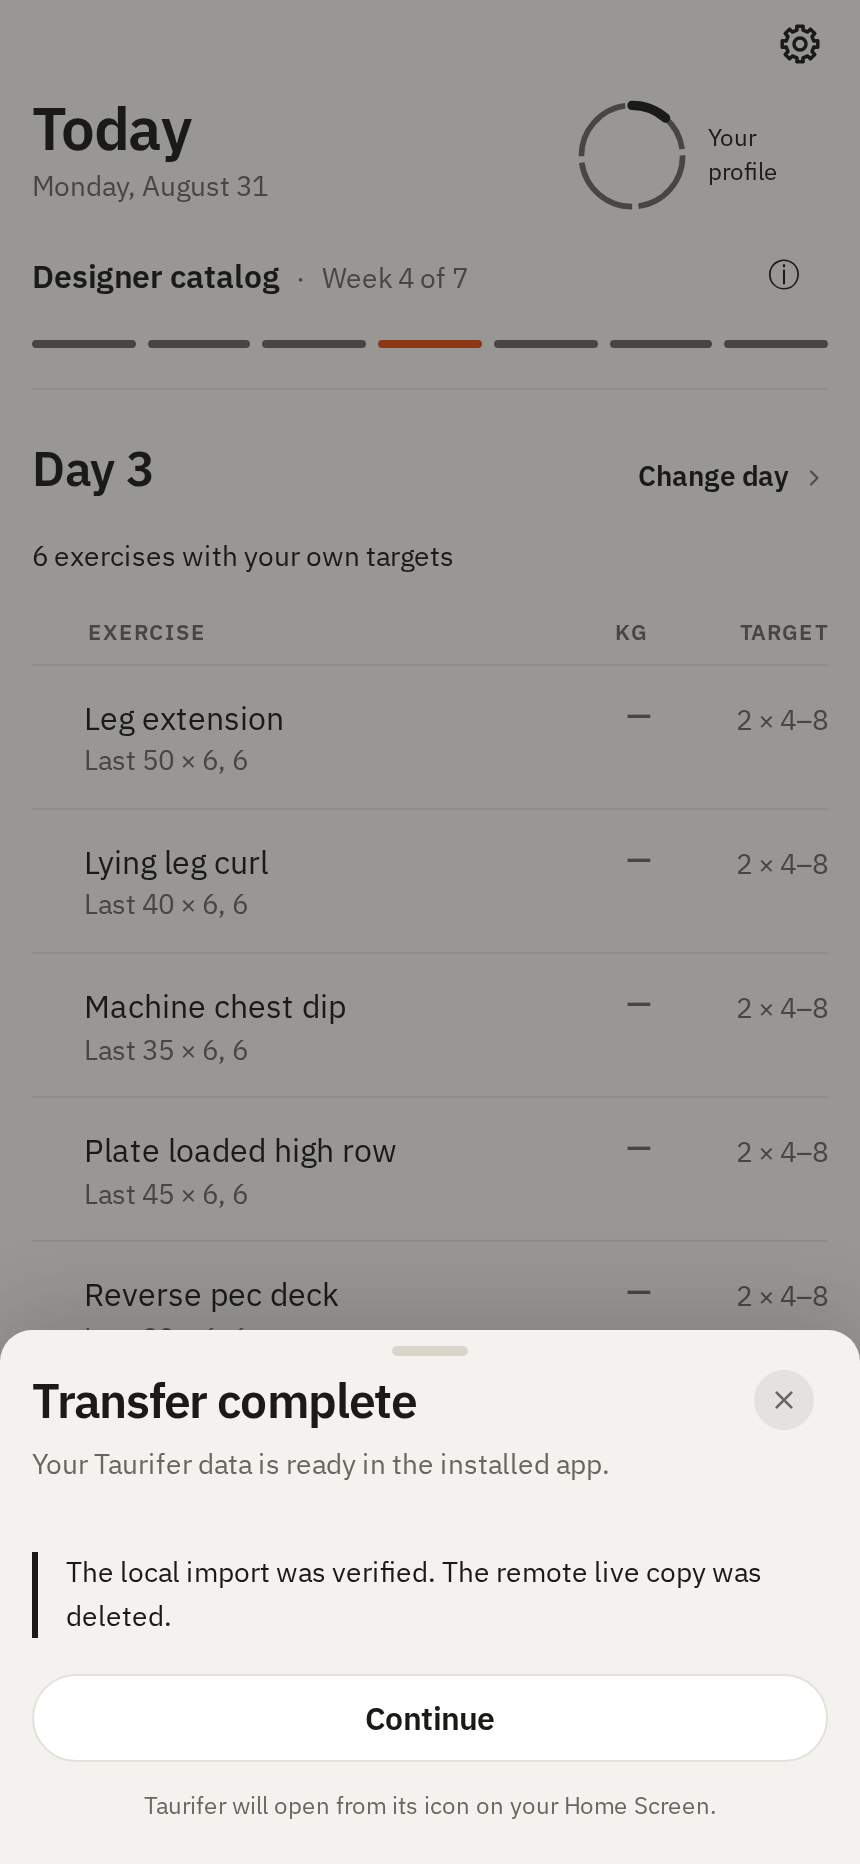 Today
Monday, August 31
Your
profile
Designer catalog · Week 4 of 7
Day 3
Change day
6 exercises with your own targets
EXERCISE KG TARGET
Leg extension — 2 × 4–8
Last 50 × 6, 6
Lying leg curl — 2 × 4–8
Last 40 × 6, 6
Machine chest dip — 2 × 4–8
Last 35 × 6, 6
Plate loaded high row — 2 × 4–8
Last 45 × 6, 6
Reverse pec deck — 2 × 4–8
Transfer complete
Your Taurifer data is ready in the installed app.
The local import was verified. The remote live copy was
deleted.
Continue
Taurifer will open from its icon on your Home Screen.